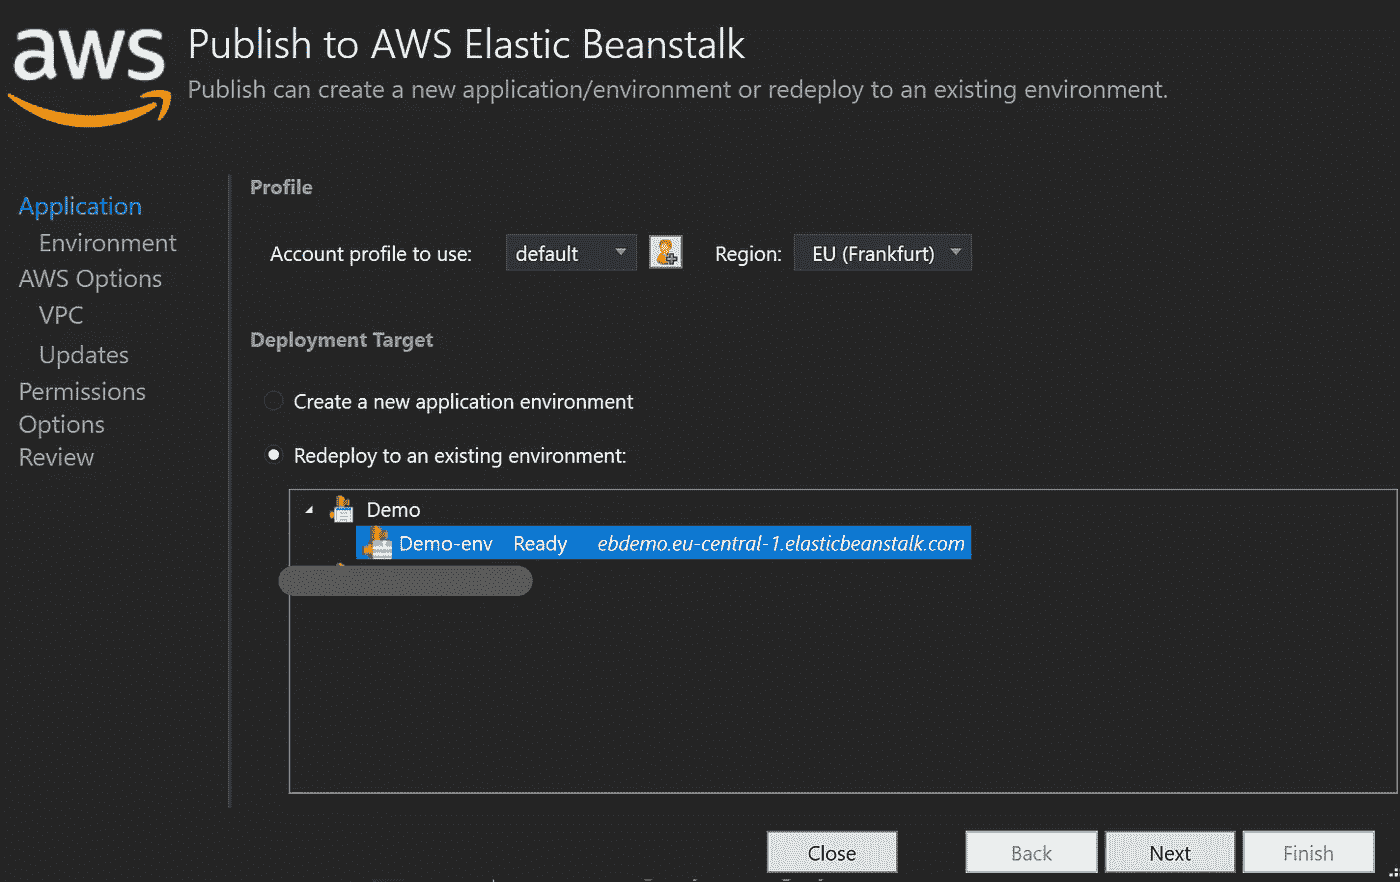 aws
Publish to AWS Elastic Beanstalk
Publish can create a new application/environment or redeploy to an existing environment.
Application
Environment
AWS Options
VPC
Updates
Permissions
Options
Review
Profile
Account profile to use: default Region: EU (Frankfurt)
Deployment Target
Create a new application environment
Redeploy to an existing environment:
Demo
Demo-env Ready ebdemo.eu-central-1.elasticbeanstalk.com
Close Back Next Finish